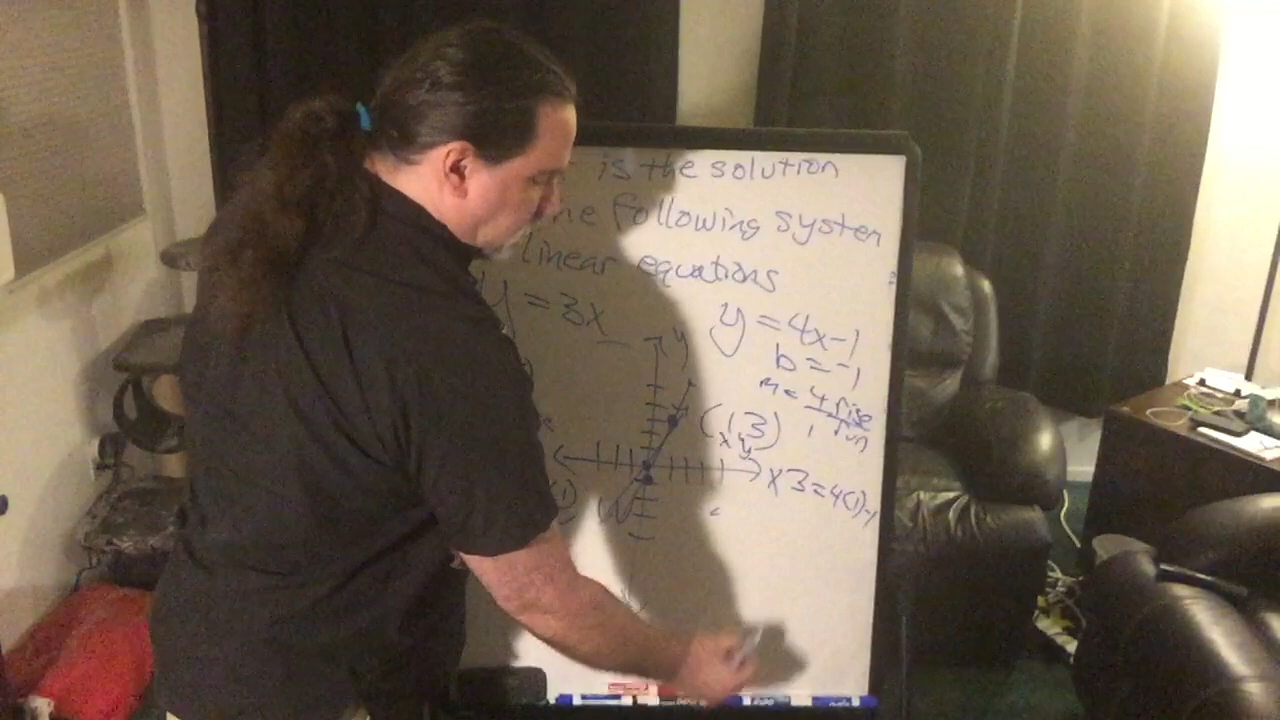 is the solution
following system
linear equations
y = 3x
y = 4x-1
b = -1
m = 4 rise
1 run
y
(1,3)
x y
x
3=4(1)-1